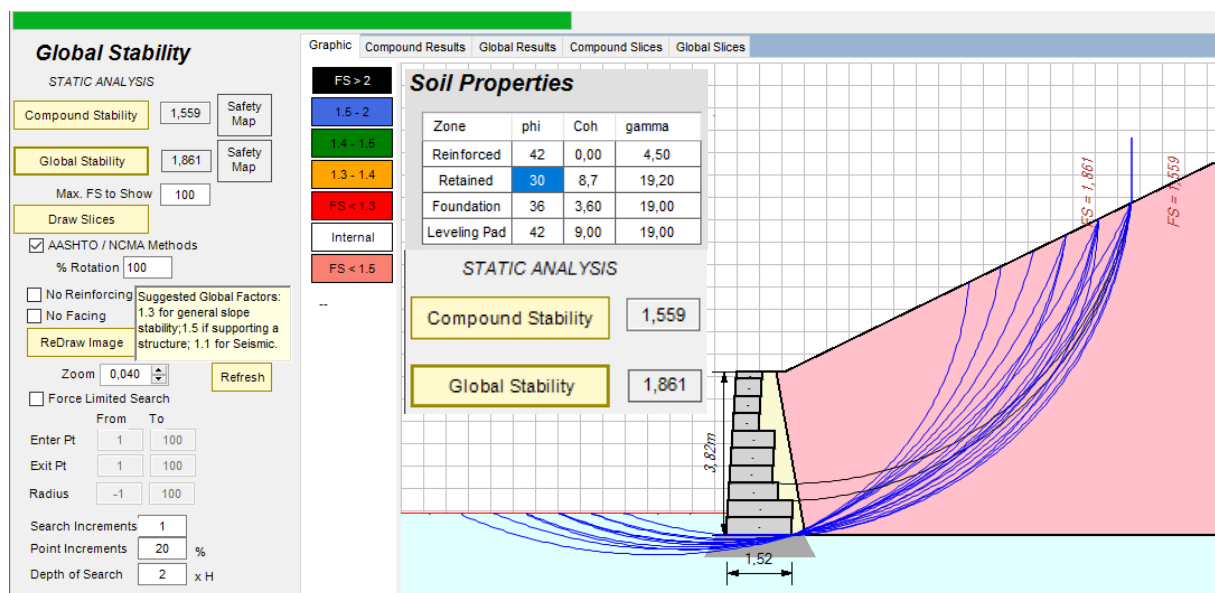 Global Stability
STATIC ANALYSIS
Compound Stability 1,559 Safety Map
Global Stability 1,861 Safety Map
Max. FS to Show 100
Draw Slices
AASHTO / NCMA Methods
% Rotation 100
No Reinforcing
No Facing
Suggested Global Factors:
1.3 for general slope
stability;1.5 if supporting a
structure; 1.1 for Seismic.
ReDraw Image
Zoom 0,040
Refresh
Force Limited Search
From To
Enter Pt 1 100
Exit Pt 1 100
Radius -1 100
Search Increments 1
Point Increments 20 %
Depth of Search 2 x H
Graphic Compound Results Global Results Compound Slices Global Slices
FS > 2
1.5 - 2
1.4 - 1.5
1.3 - 1.4
FS < 1.3
Internal
FS < 1.5
--
Soil Properties
Zone phi Coh gamma
Reinforced 42 0,00 4,50
Retained 30 8,7 19,20
Foundation 36 3,60 19,00
Leveling Pad 42 9,00 19,00
STATIC ANALYSIS
Compound Stability 1,559
Global Stability 1,861
FS = 1,861
FS = 1,559
3,82m
1,52